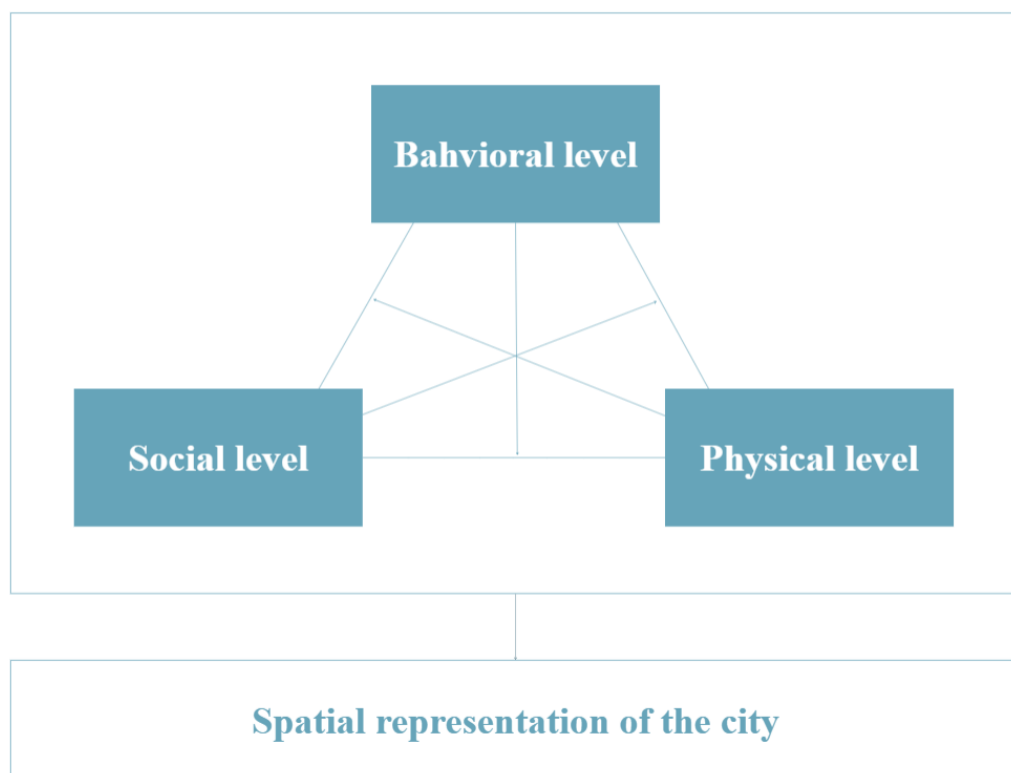 Bahvioral level
Social level
Physical level
Spatial representation of the city